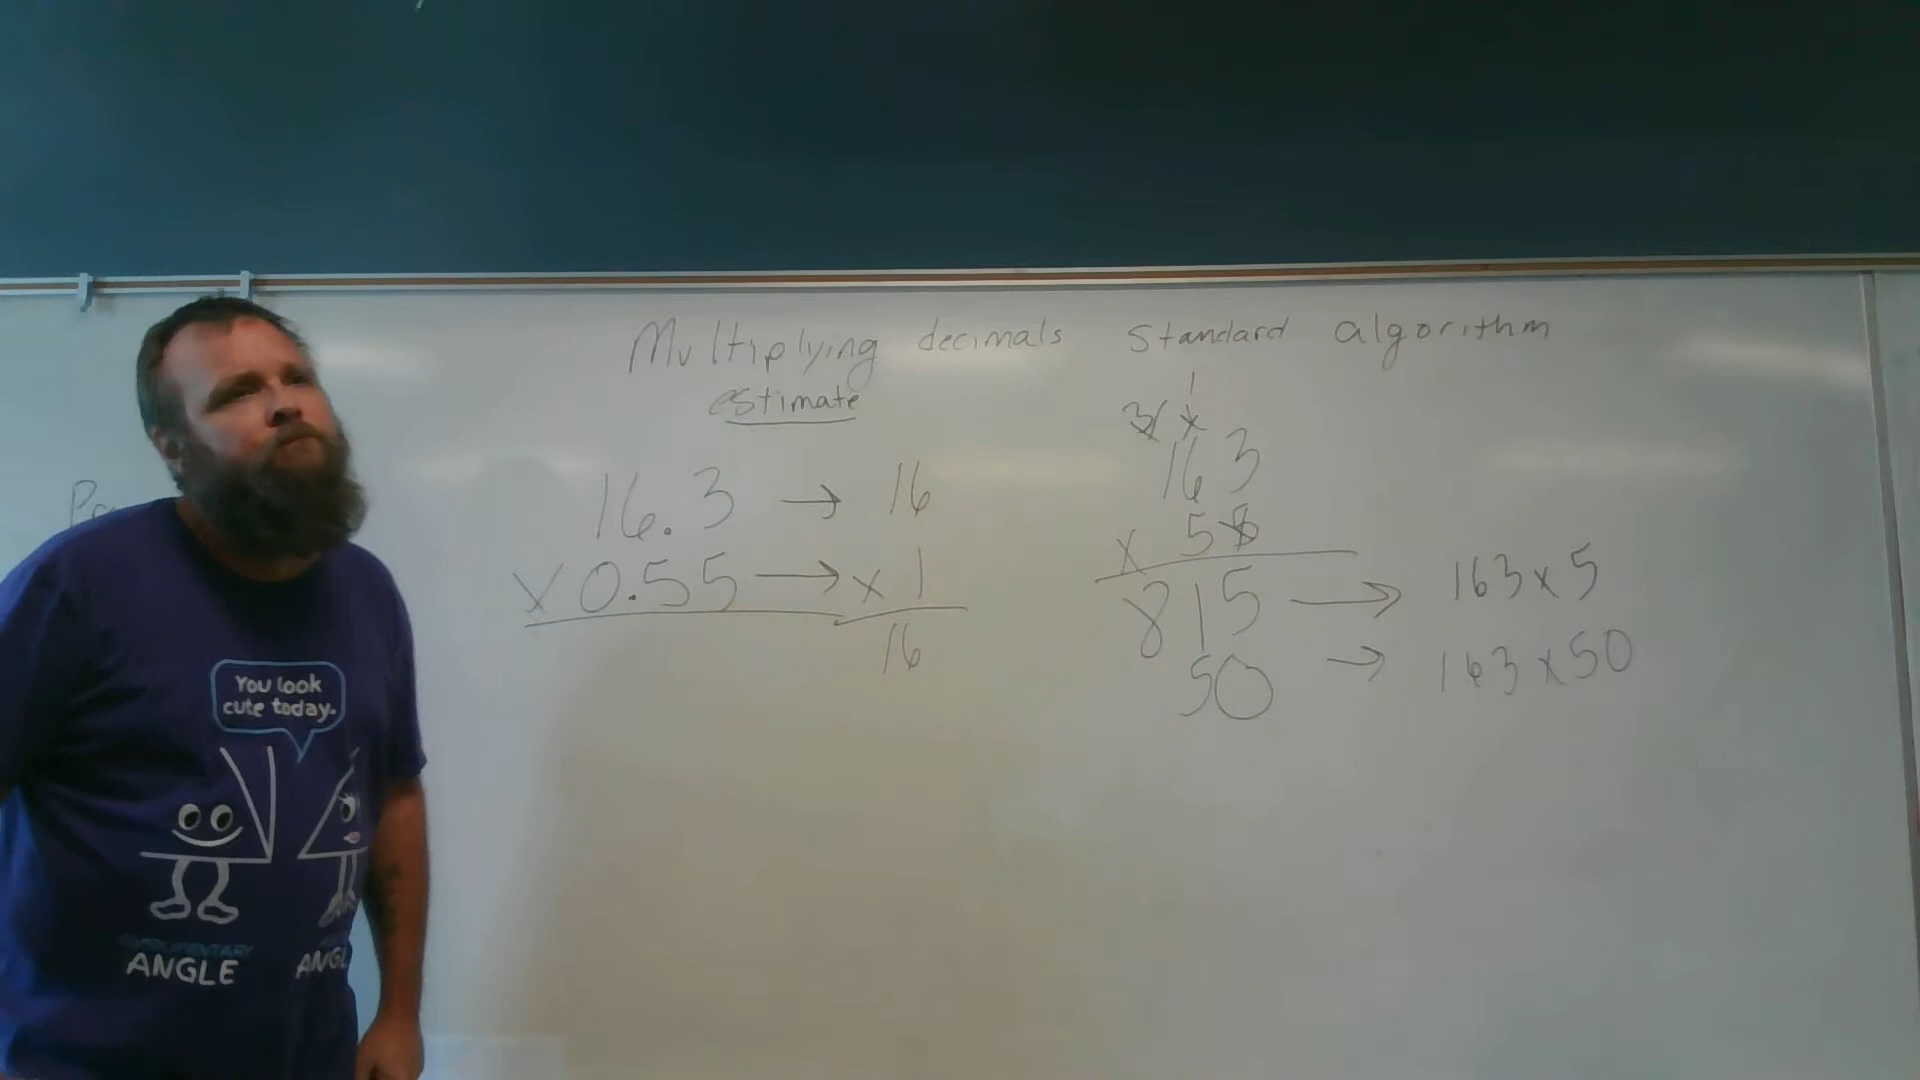 Multiplying decimals Standard algorithm
estimate
16.3 → 16
x 0.55 → x 1
16
3 x
1
163
x 55
815 → 163 x 5
50 → 163 x 50
You look
cute today.
ANGLE
ANGL